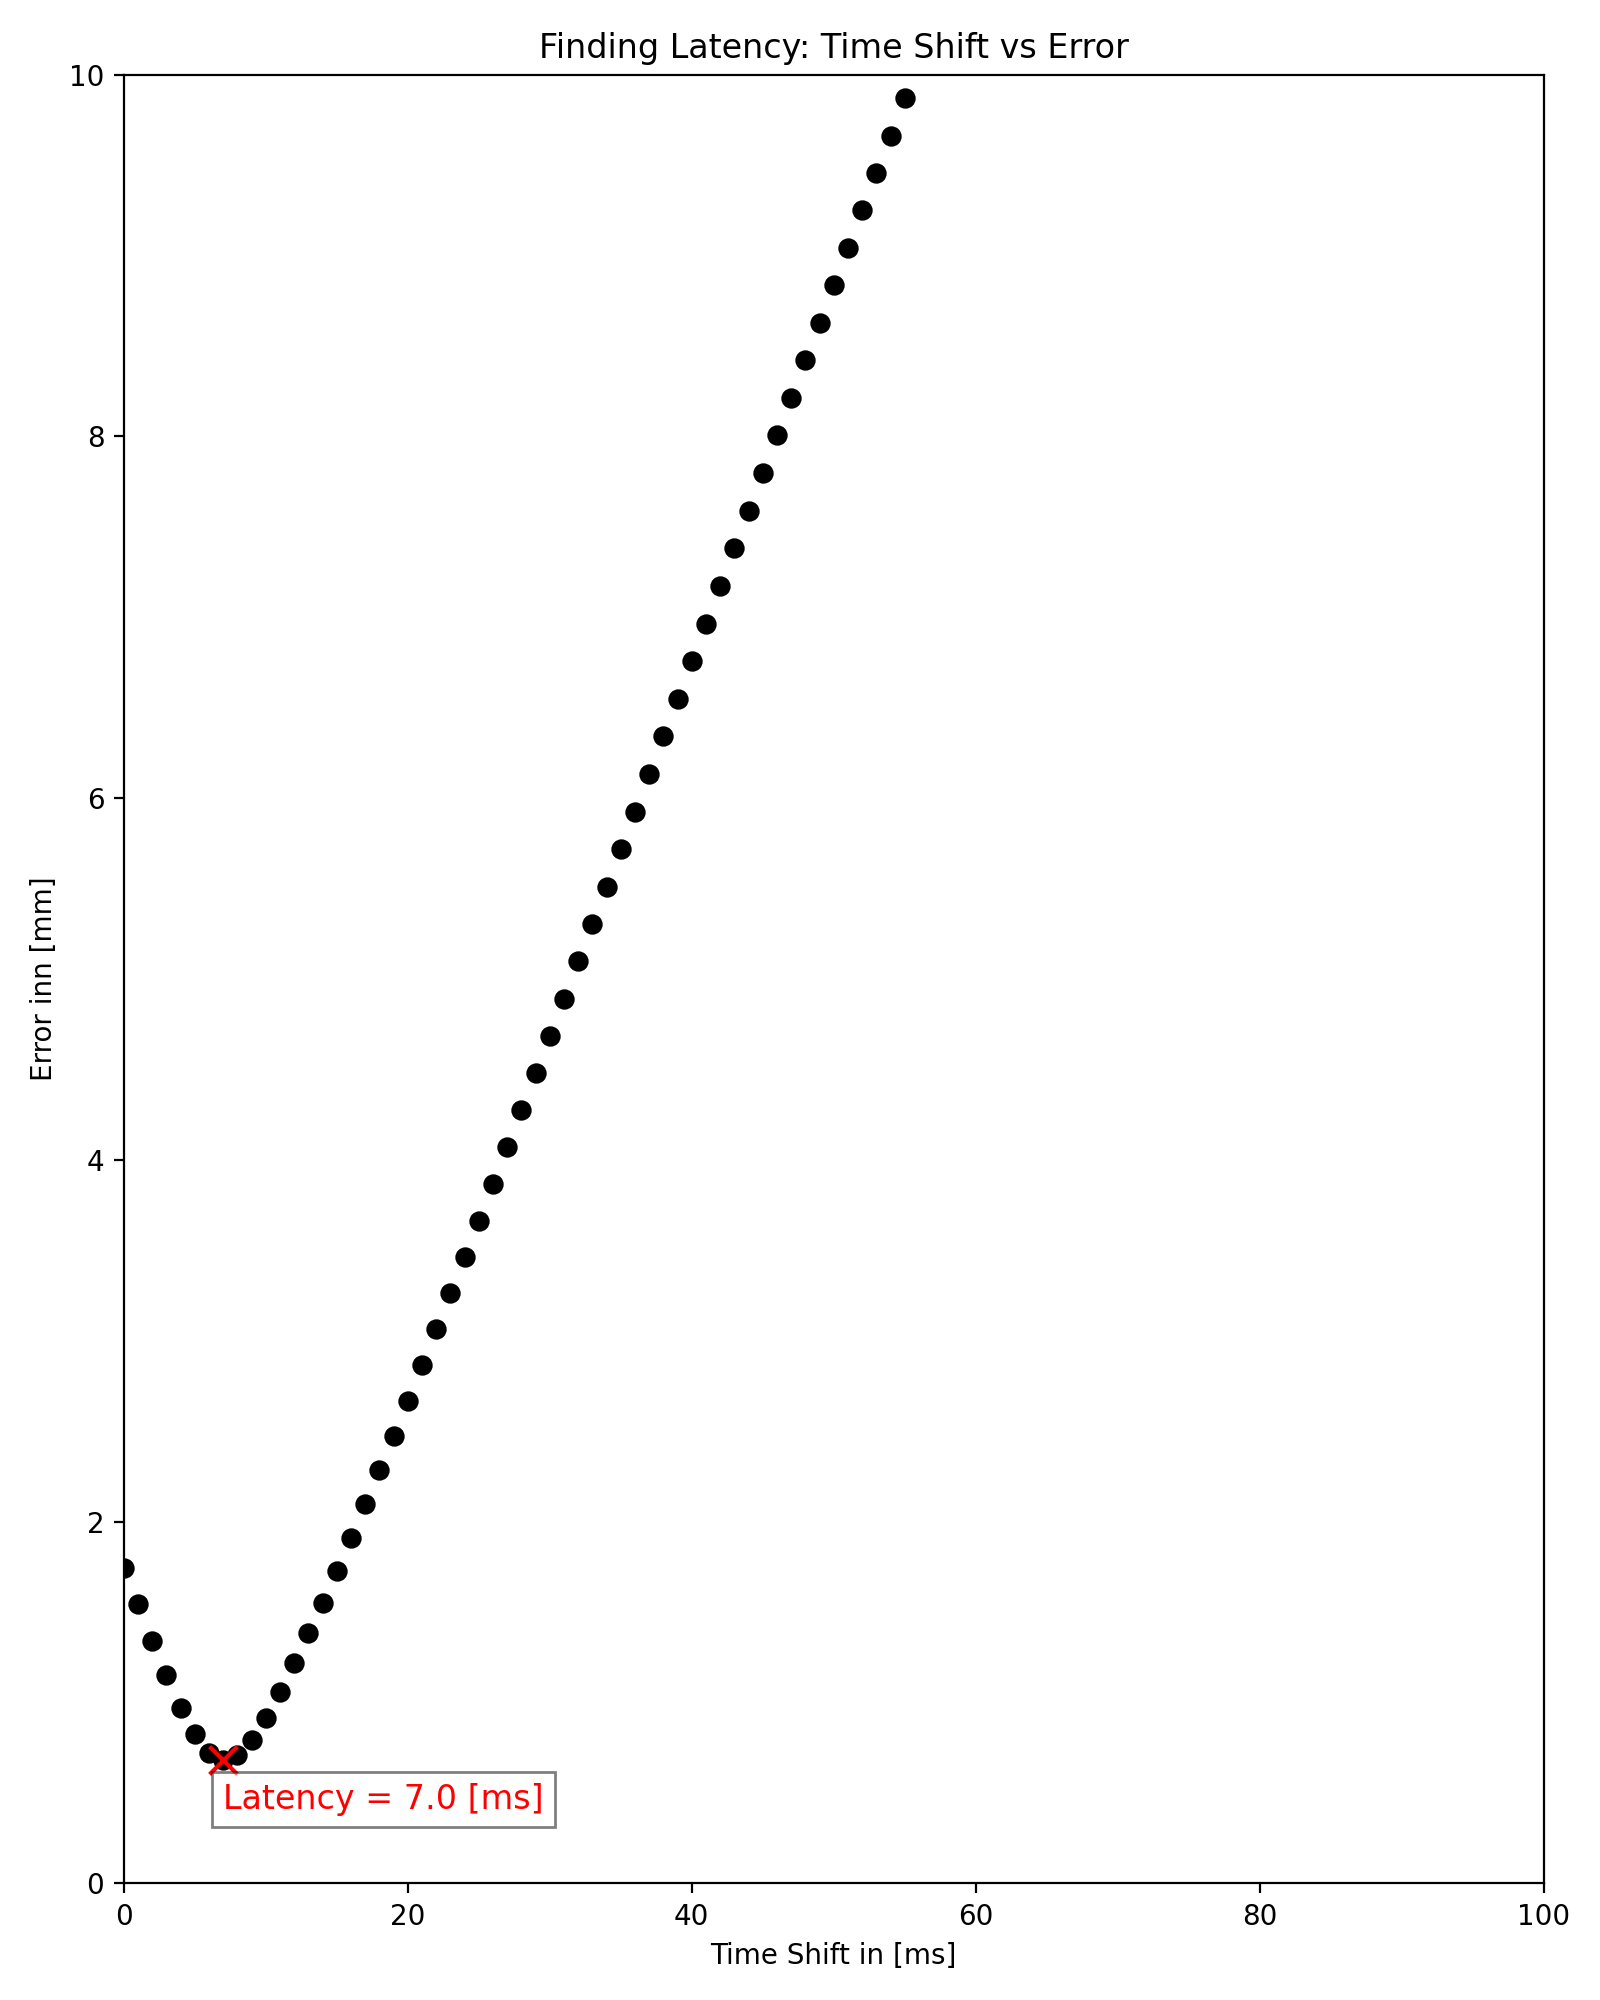 Finding Latency: Time Shift vs Error
10
8
6
4
2
0
Error inn [mm]
Latency = 7.0 [ms]
0 20 40 60 80 100
Time Shift in [ms]